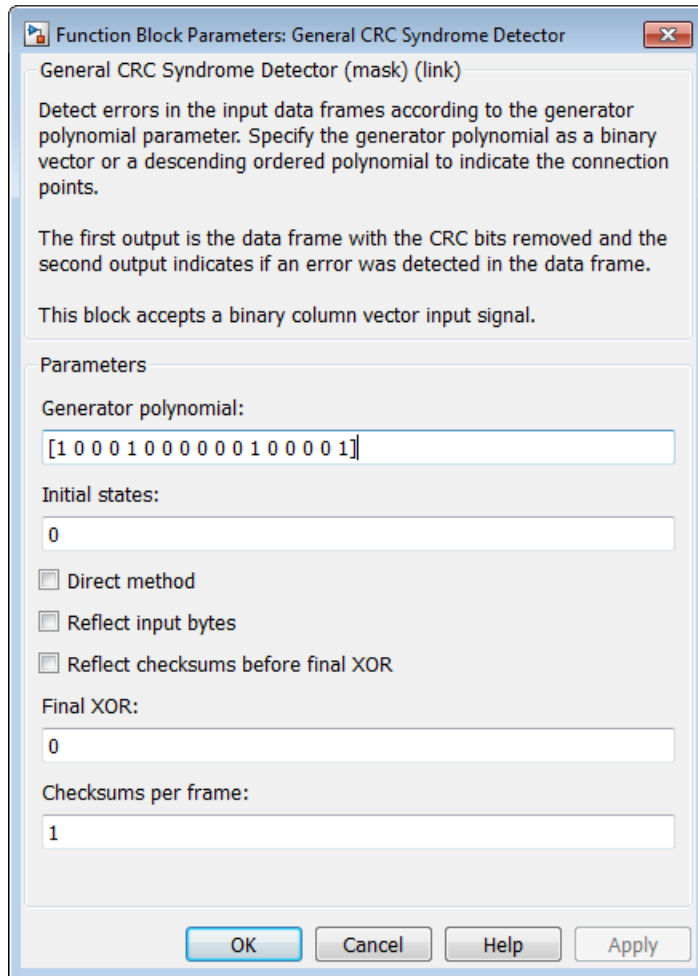 Function Block Parameters: General CRC Syndrome Detector
General CRC Syndrome Detector (mask) (link)
Detect errors in the input data frames according to the generator
polynomial parameter. Specify the generator polynomial as a binary
vector or a descending ordered polynomial to indicate the connection
points.
The first output is the data frame with the CRC bits removed and the
second output indicates if an error was detected in the data frame.
This block accepts a binary column vector input signal.
Parameters
Generator polynomial:
[1 0 0 0 1 0 0 0 0 0 0 1 0 0 0 0 1]
Initial states:
0
Direct method
Reflect input bytes
Reflect checksums before final XOR
Final XOR:
0
Checksums per frame:
1
OK Cancel Help Apply